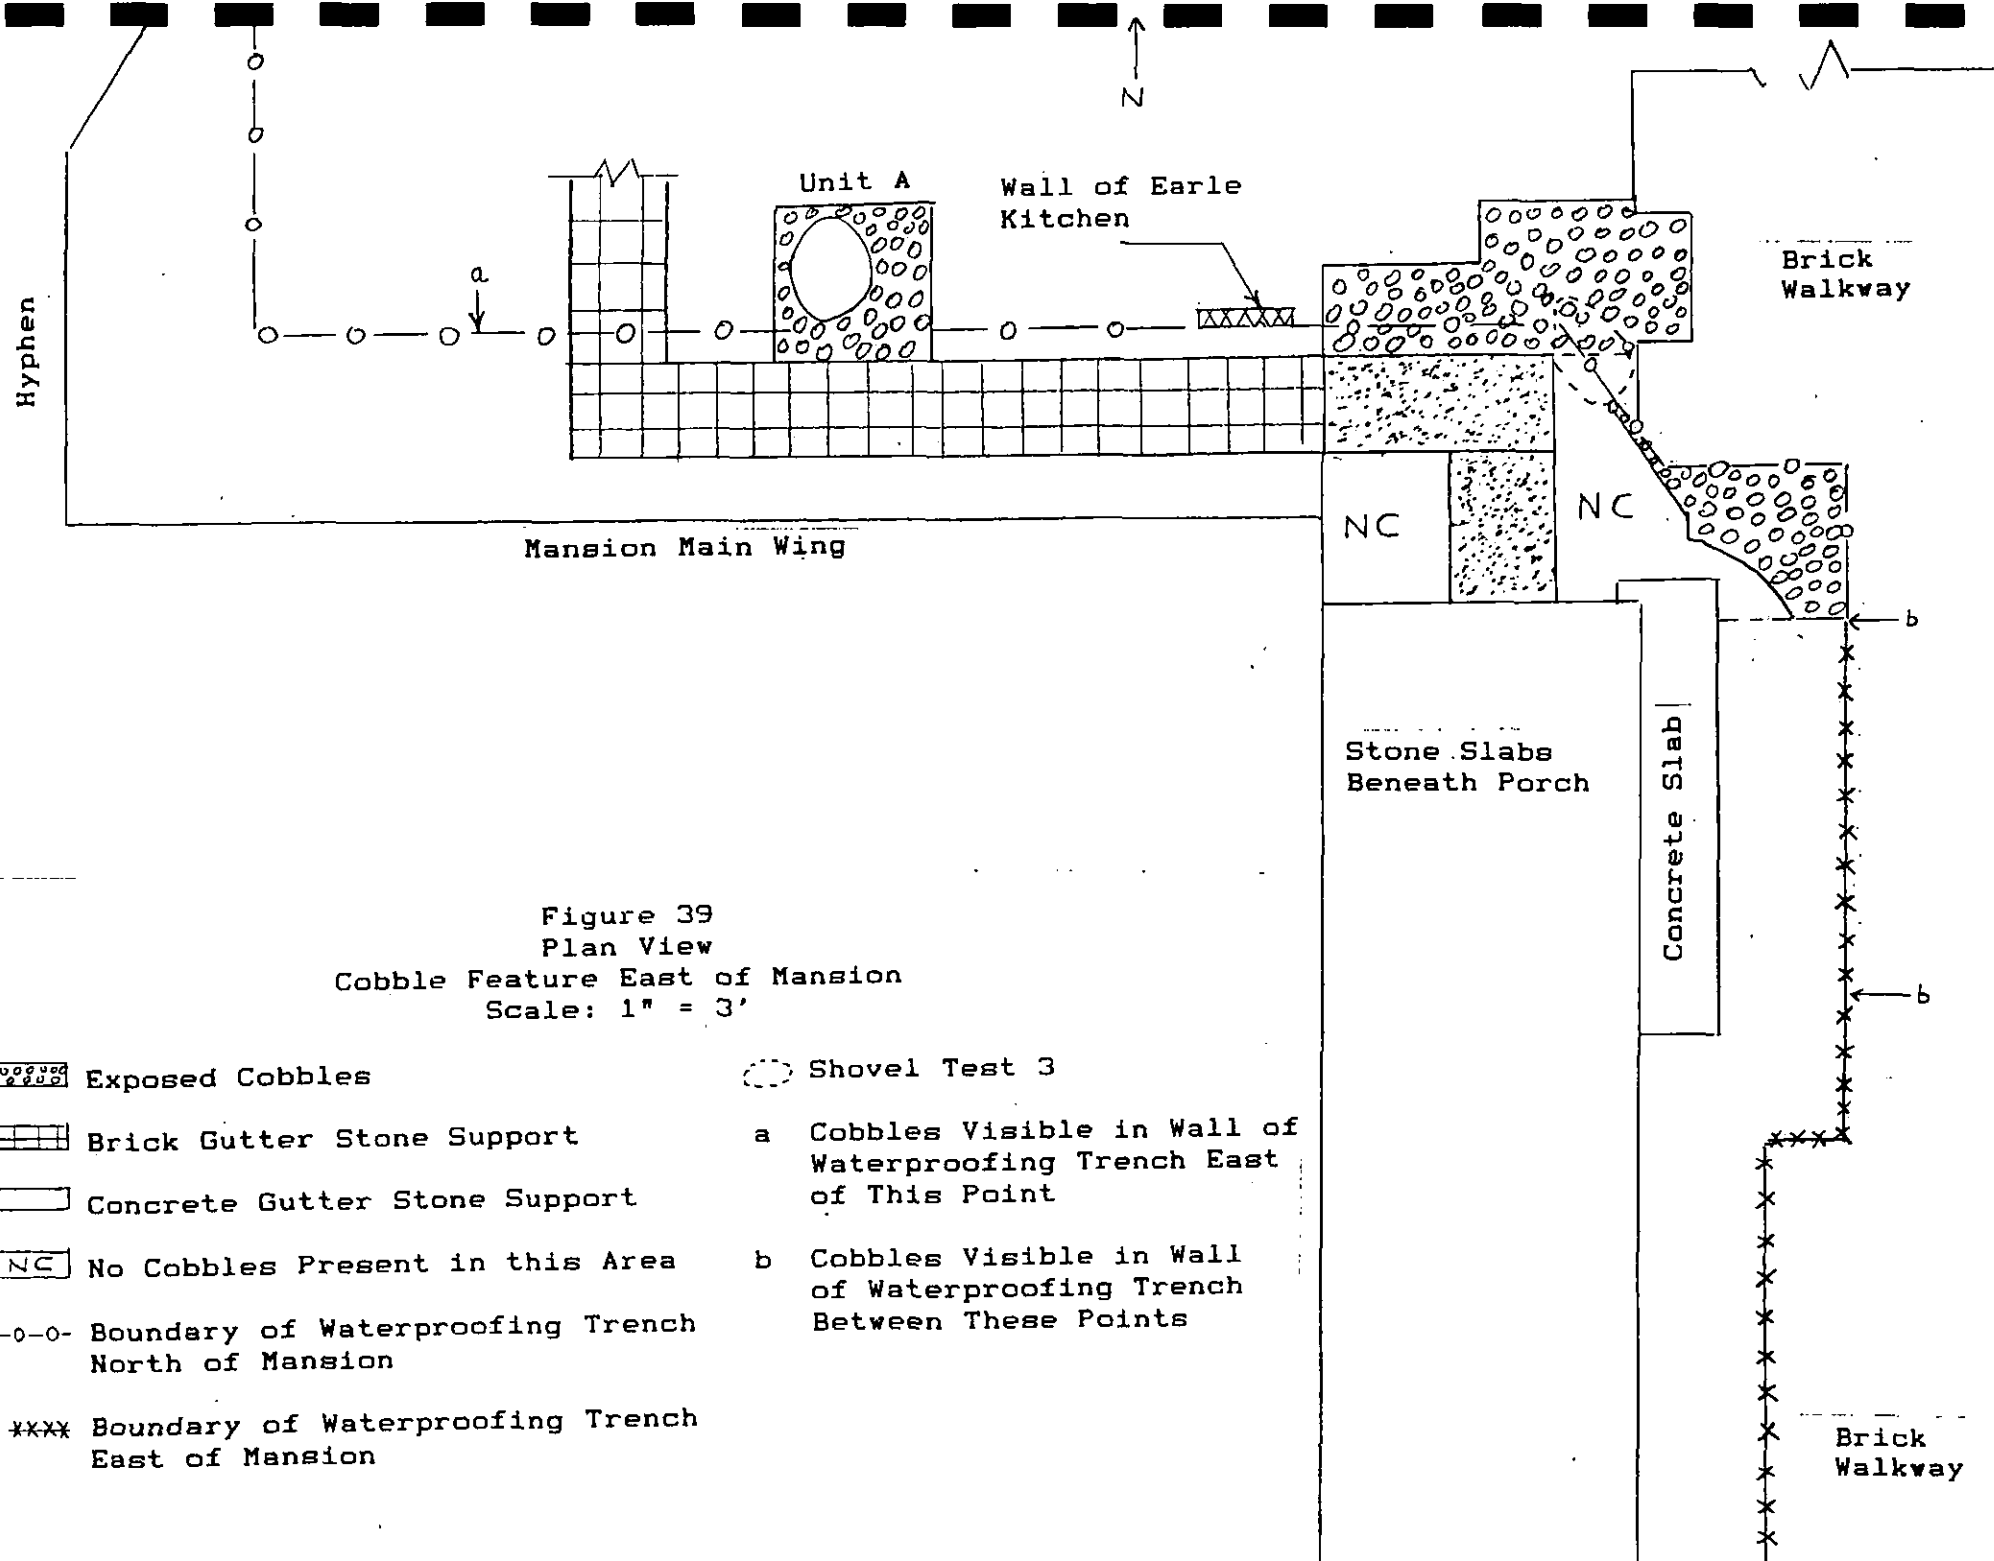 N
Unit A
Wall of Earle
Kitchen
a
Brick
Walkway
Hyphen
NC
NC
Mansion Main Wing
b
Stone Slabs
Beneath Porch
Concrete Slab
b
Figure 39
Plan View
Cobble Feature East of Mansion
Scale: 1" = 3'
Exposed Cobbles
Brick Gutter Stone Support
Concrete Gutter Stone Support
NC No Cobbles Present in this Area
-o-o- Boundary of Waterproofing Trench
North of Mansion
xxxx Boundary of Waterproofing Trench
East of Mansion
Shovel Test 3
a Cobbles Visible in Wall of
Waterproofing Trench East
of This Point
b Cobbles Visible in Wall
of Waterproofing Trench
Between These Points
Brick
Walkway